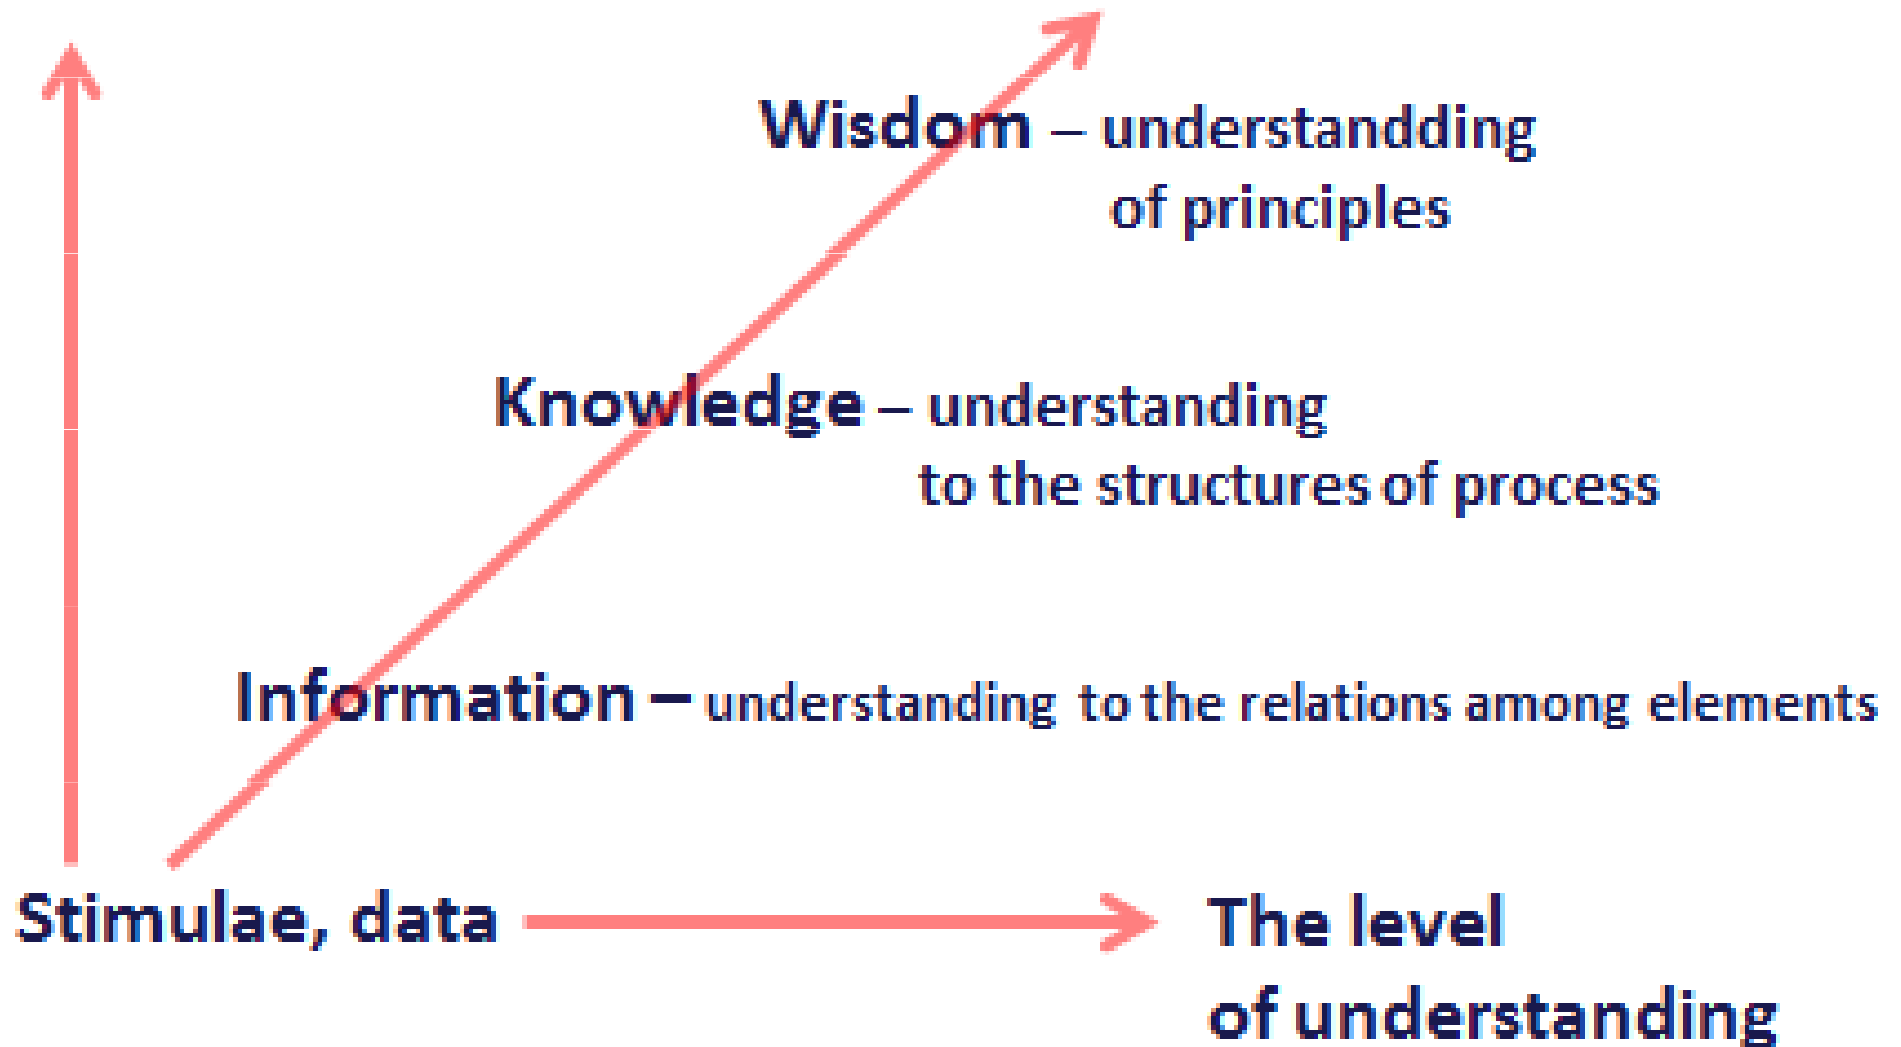 Wisdom – understandding
of principles
Knowledge – understanding
to the structures of process
Information – understanding to the relations among elements
Stimulae, data
The level
of understanding